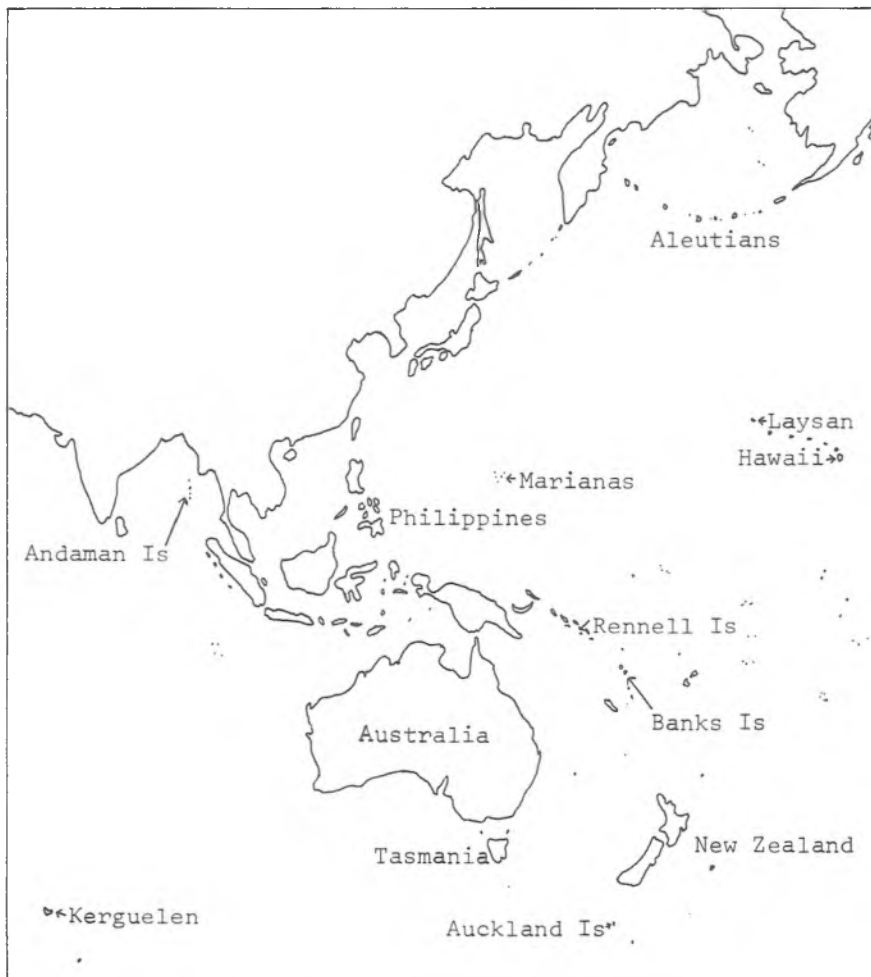 Aleutians
Laysan
Hawaii
Marianas
Philippines
Andaman Is
Rennell Is
Banks Is
Australia
New Zealand
Tasmania
Kerguelen
Auckland Is